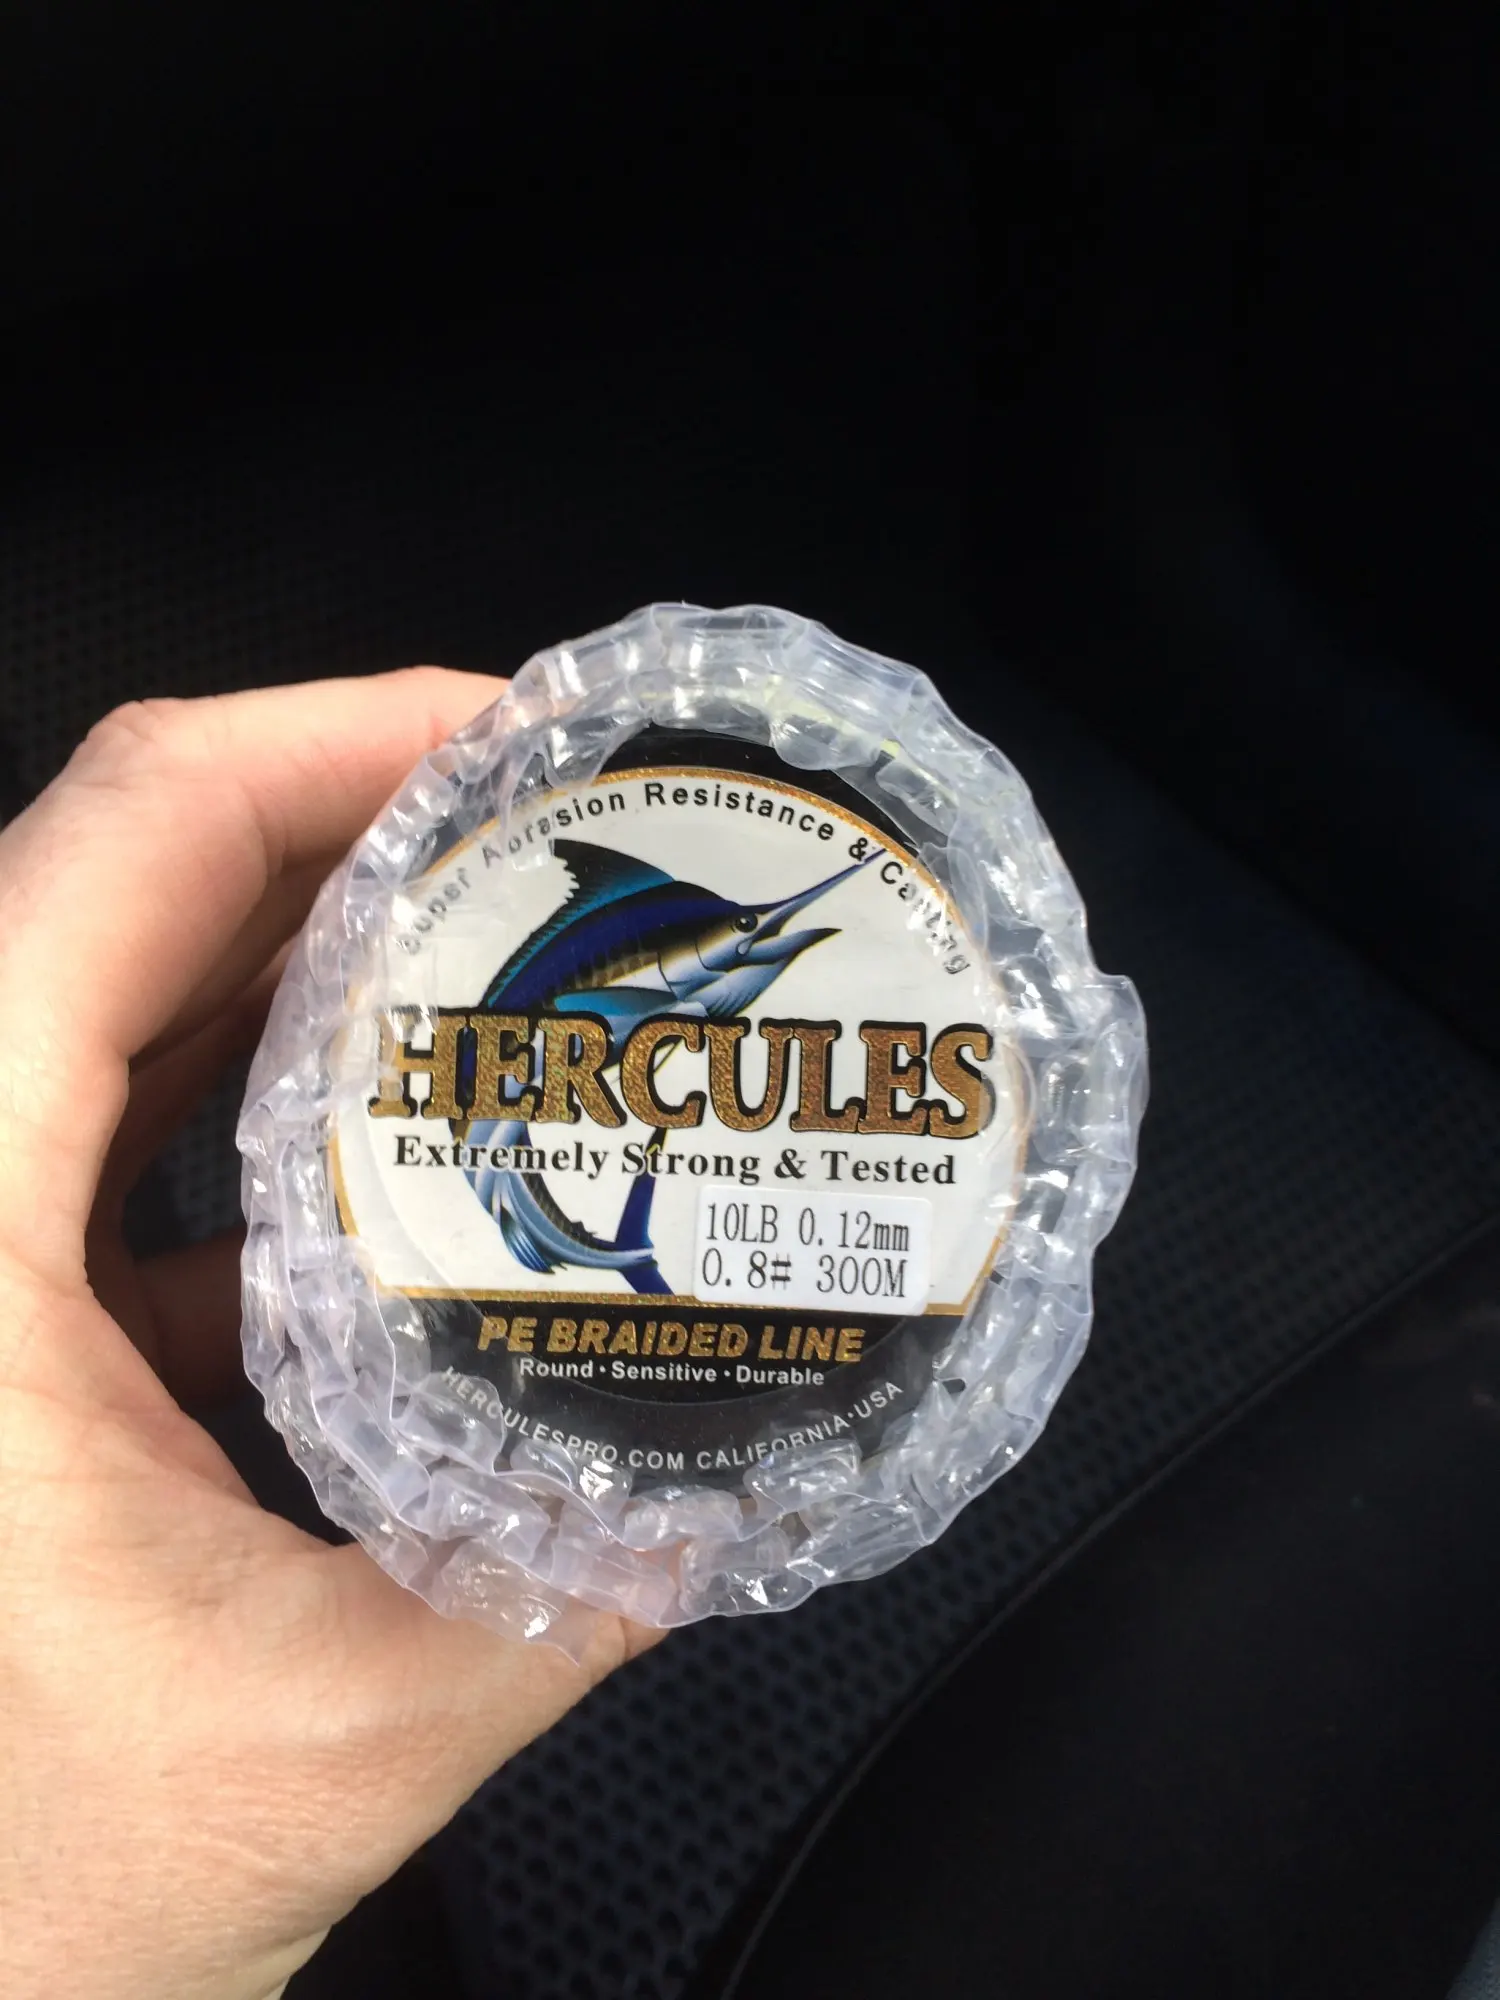 Super Abrasion Resistance & Casting
HERCULES
Extremely Strong & Tested
10LB 0.12mm
0.8# 300M
PE BRAIDED LINE
Round • Sensitive • Durable
HERCULESPRO.COM CALIFORNIA•USA